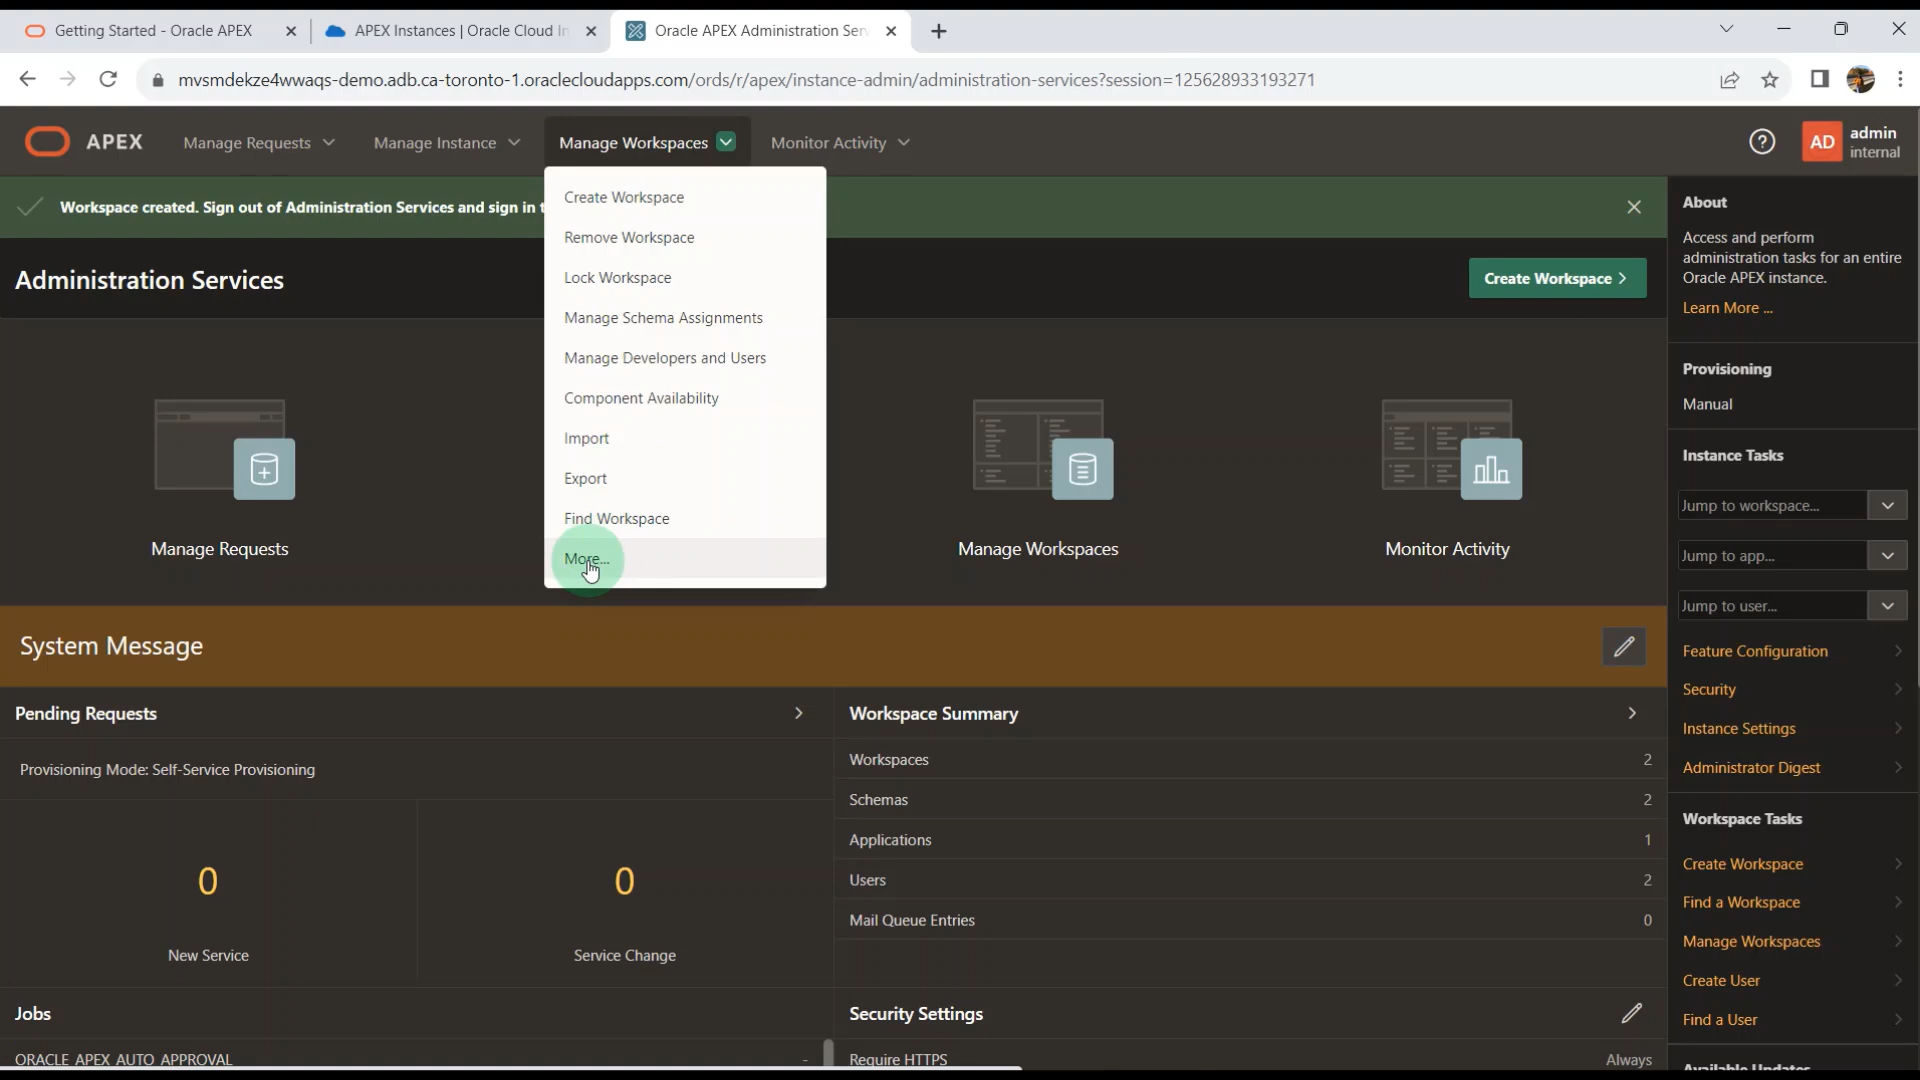 Getting Started - Oracle APEX
APEX Instances | Oracle Cloud In
Oracle APEX Administration Serv
mvsmdekze4wwaqs-demo.adb.ca-toronto-1.oraclecloudapps.com/ords/r/apex/instance-admin/administration-services?session=125628933193271
APEX
Manage Requests
Manage Instance
Manage Workspaces
Monitor Activity
AD
admin
internal
Workspace created. Sign out of Administration Services and sign in t
Create Workspace
Remove Workspace
Lock Workspace
Manage Schema Assignments
Manage Developers and Users
Component Availability
Import
Export
Find Workspace
More...
Administration Services
Create Workspace
Manage Requests
Manage Workspaces
Monitor Activity
About
Access and perform
administration tasks for an entire
Oracle APEX instance.
Learn More ...
Provisioning
Manual
Instance Tasks
Jump to workspace...
Jump to app...
Jump to user...
Feature Configuration
Security
Instance Settings
Administrator Digest
Workspace Tasks
Create Workspace
Find a Workspace
Manage Workspaces
Create User
Find a User
Available Updates
System Message
Pending Requests
Provisioning Mode: Self-Service Provisioning
0
New Service
0
Service Change
Workspace Summary
Workspaces 2
Schemas 2
Applications 1
Users 2
Mail Queue Entries 0
Jobs
ORACLE_APEX_AUTO_APPROVAL -
Security Settings
Require HTTPS Always